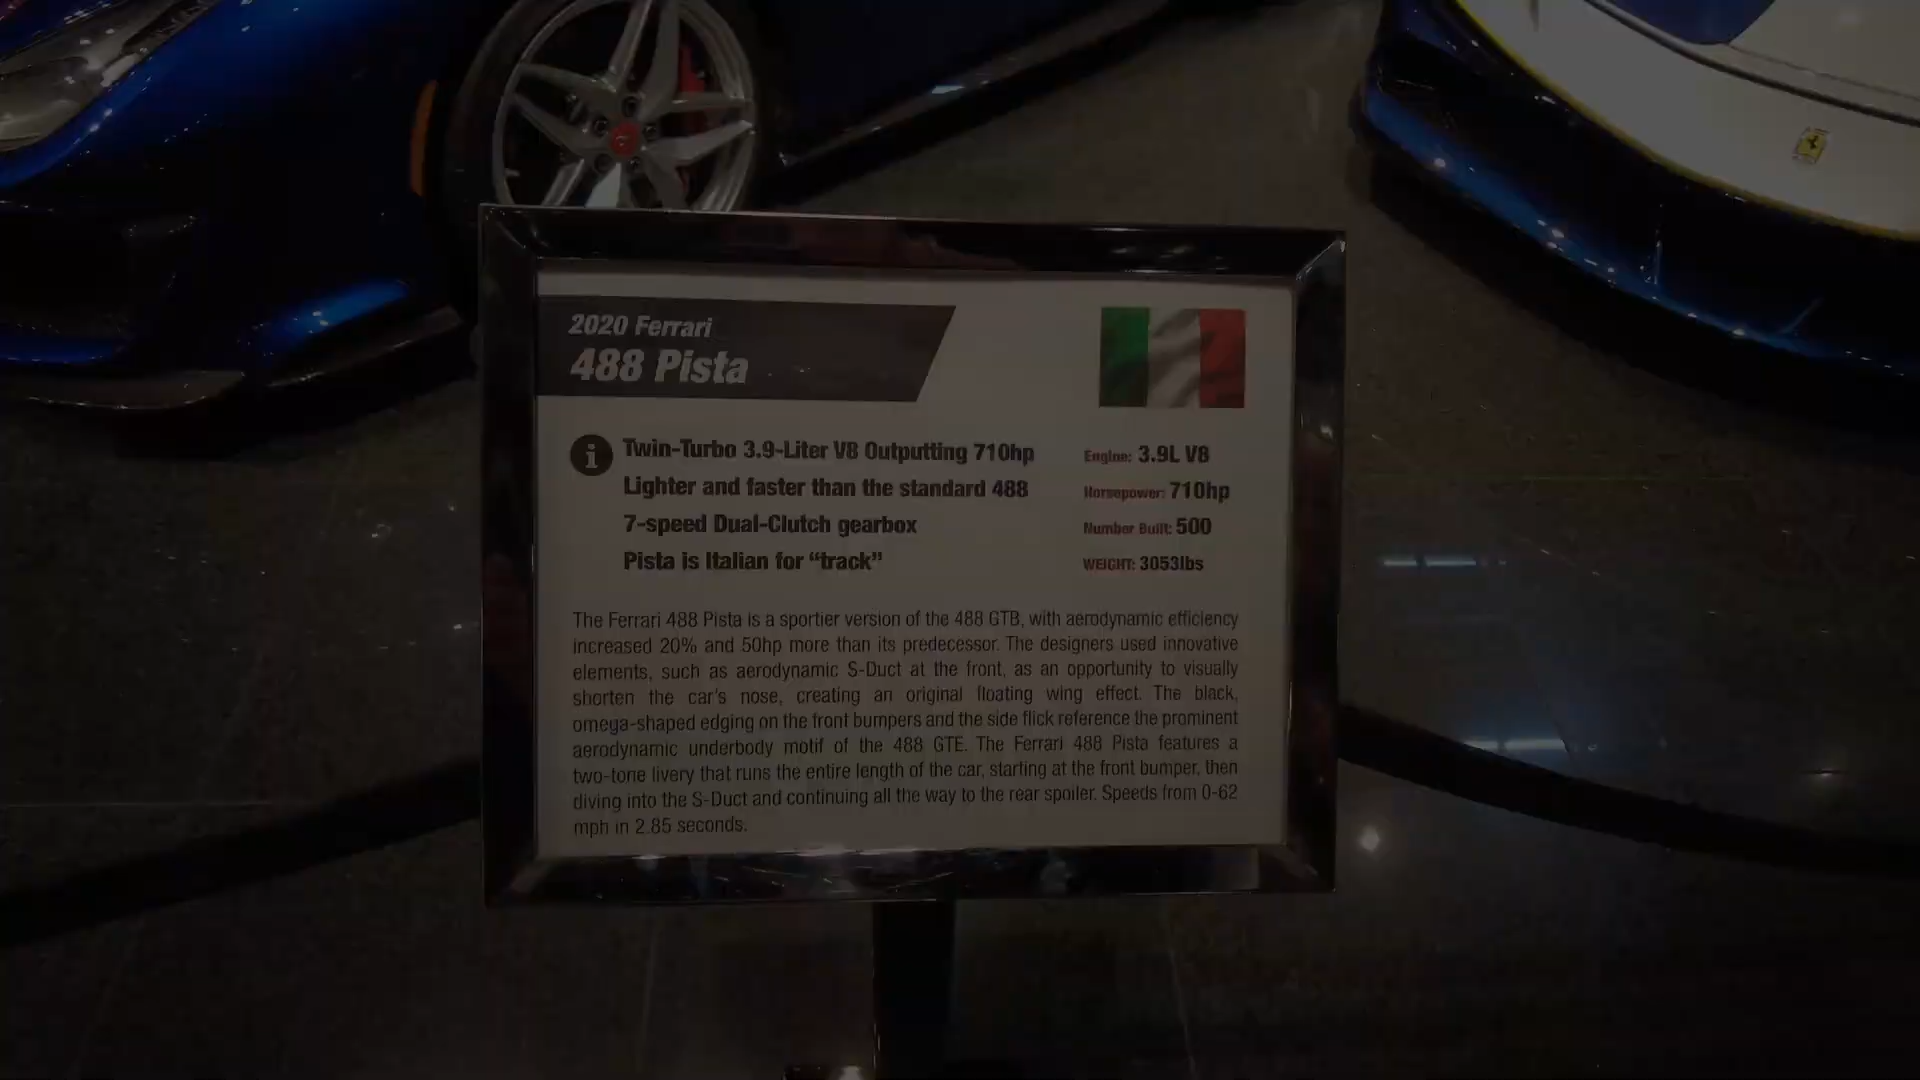 2020 Ferrari
488 Pista
Twin-Turbo 3.9-Liter V8 Outputting 710hp
Lighter and faster than the standard 488
7-speed Dual-Clutch gearbox
Pista is Italian for “track”
Engine: 3.9L V8
Horsepower: 710hp
Number Built: 500
WEIGHT: 3053lbs
The Ferrari 488 Pista is a sportier version of the 488 GTB, with aerodynamic efficiency
increased 20% and 50hp more than its predecessor. The designers used innovative
elements, such as aerodynamic S-Duct at the front, as an opportunity to visually
shorten the car's nose, creating an original floating wing effect. The black,
omega-shaped edging on the front bumpers and the side flick reference the prominent
aerodynamic underbody motif of the 488 GTE. The Ferrari 488 Pista features a
two-tone livery that runs the entire length of the car, starting at the front bumper, then
diving into the S-Duct and continuing all the way to the rear spoiler. Speeds from 0-62
mph in 2.85 seconds.